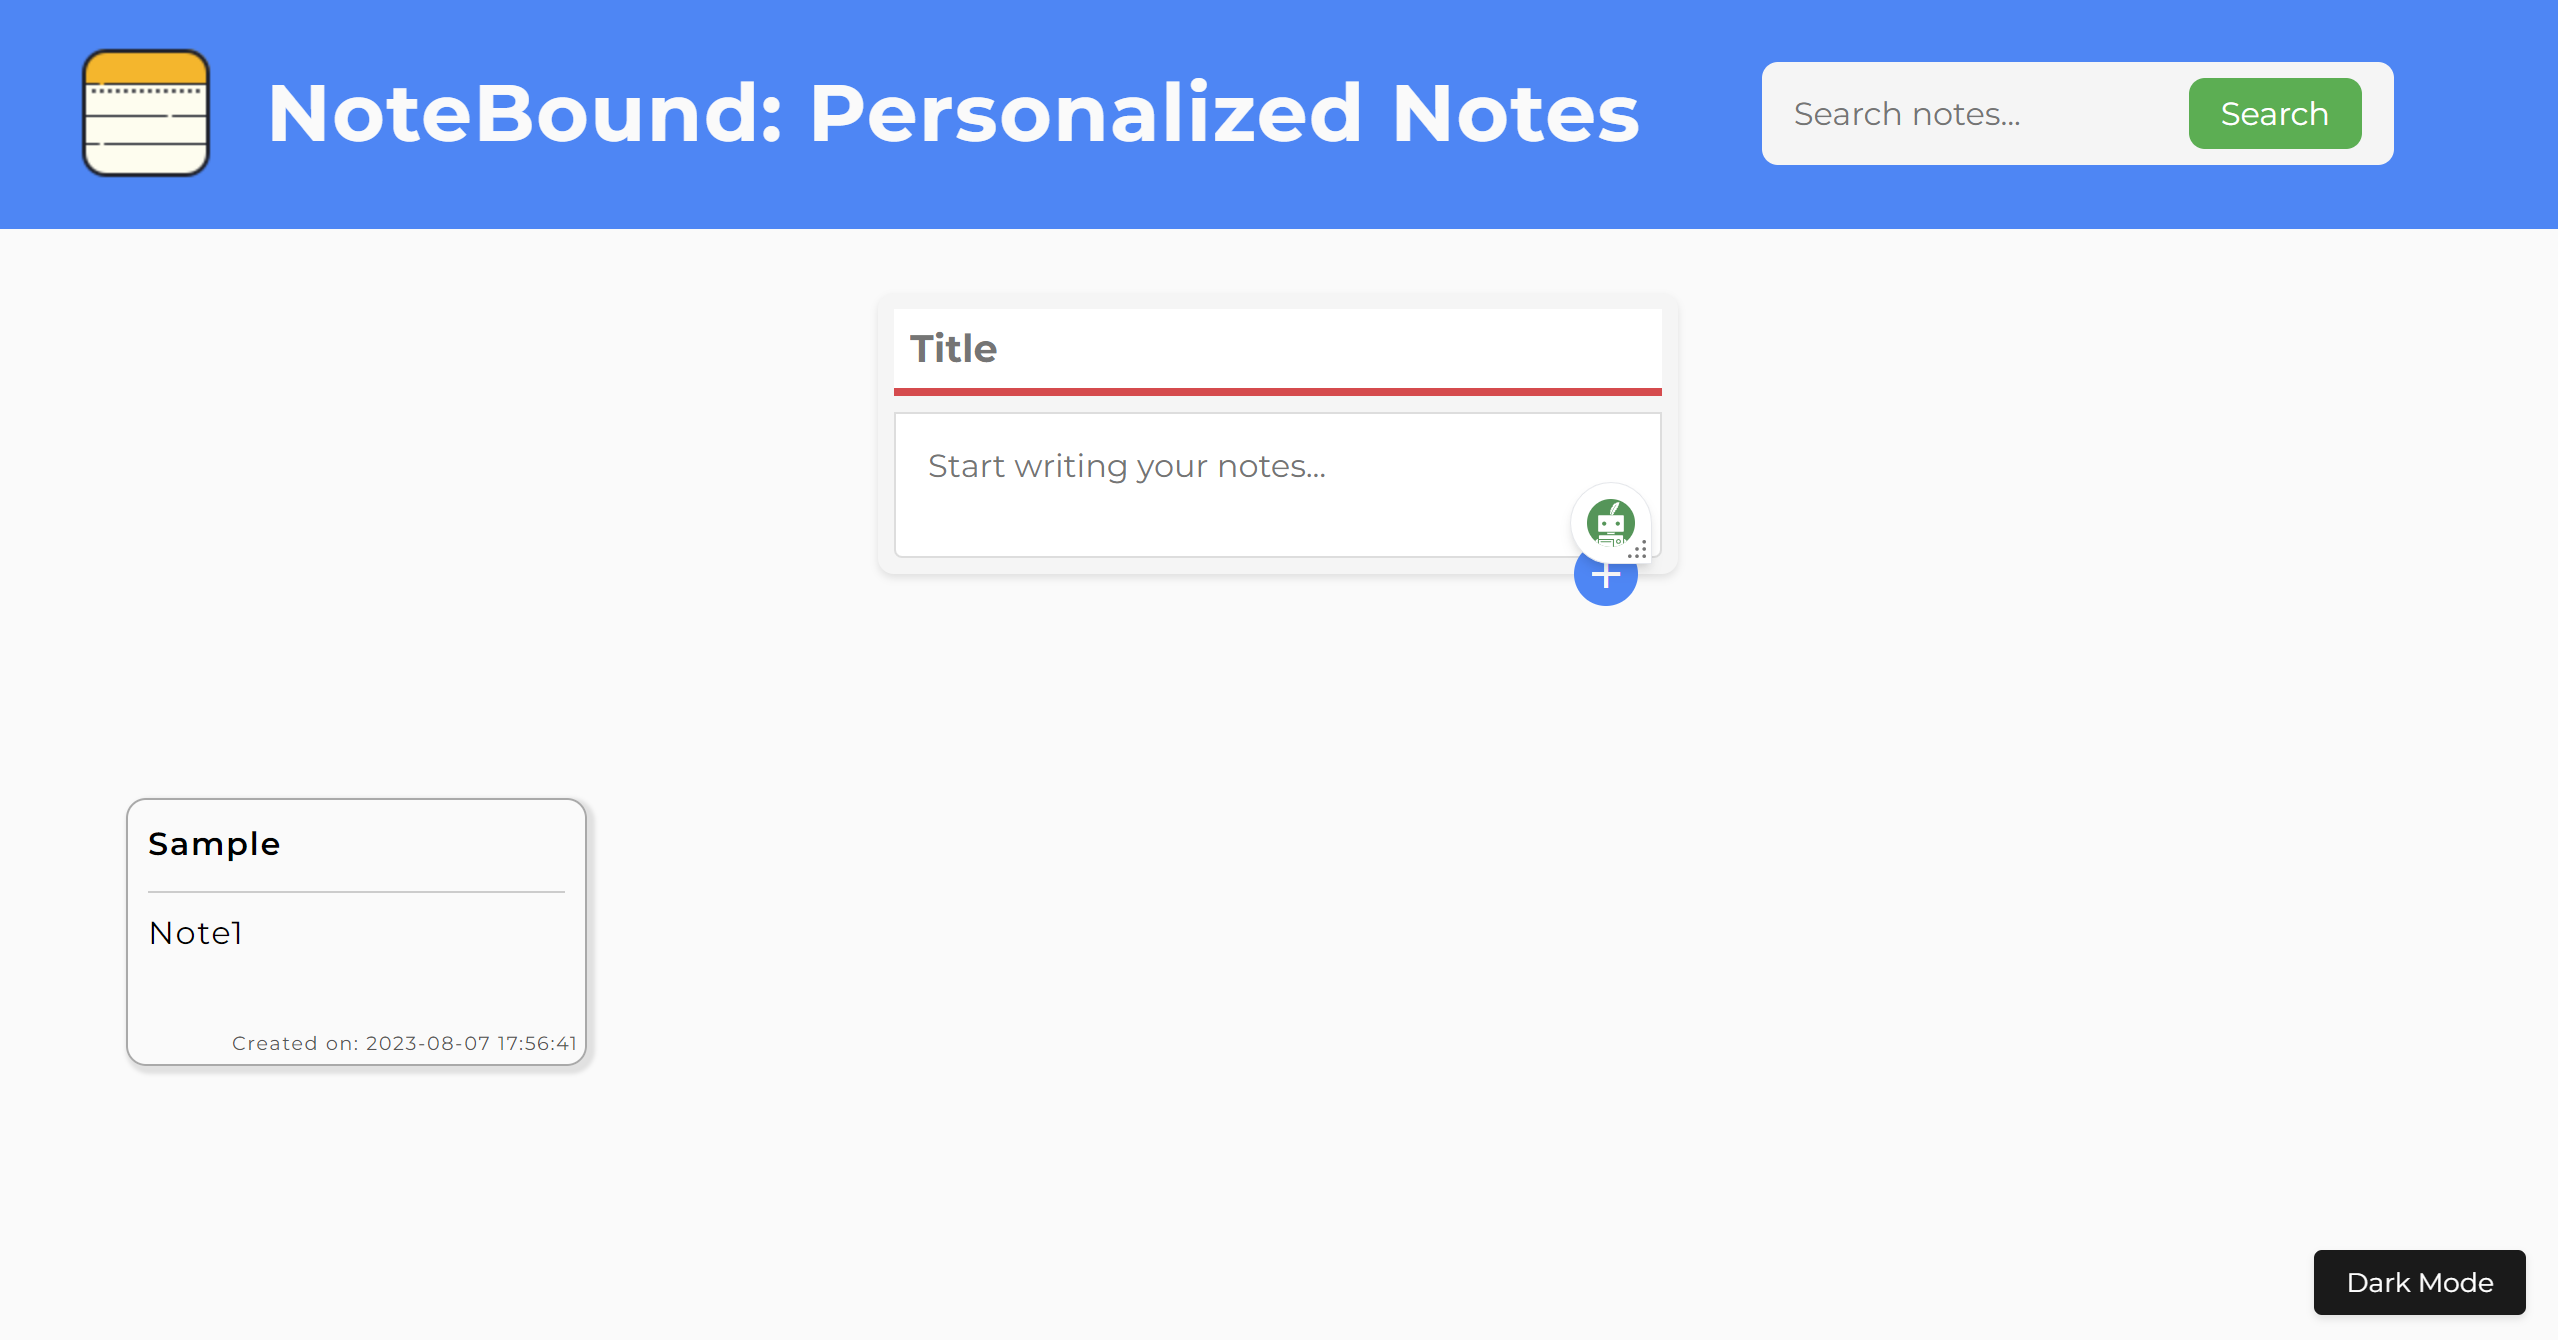 NoteBound: Personalized Notes
Search notes...
Search
Title
Start writing your notes...
+
Sample
Note1
Created on: 2023-08-07 17:56:41
Dark Mode